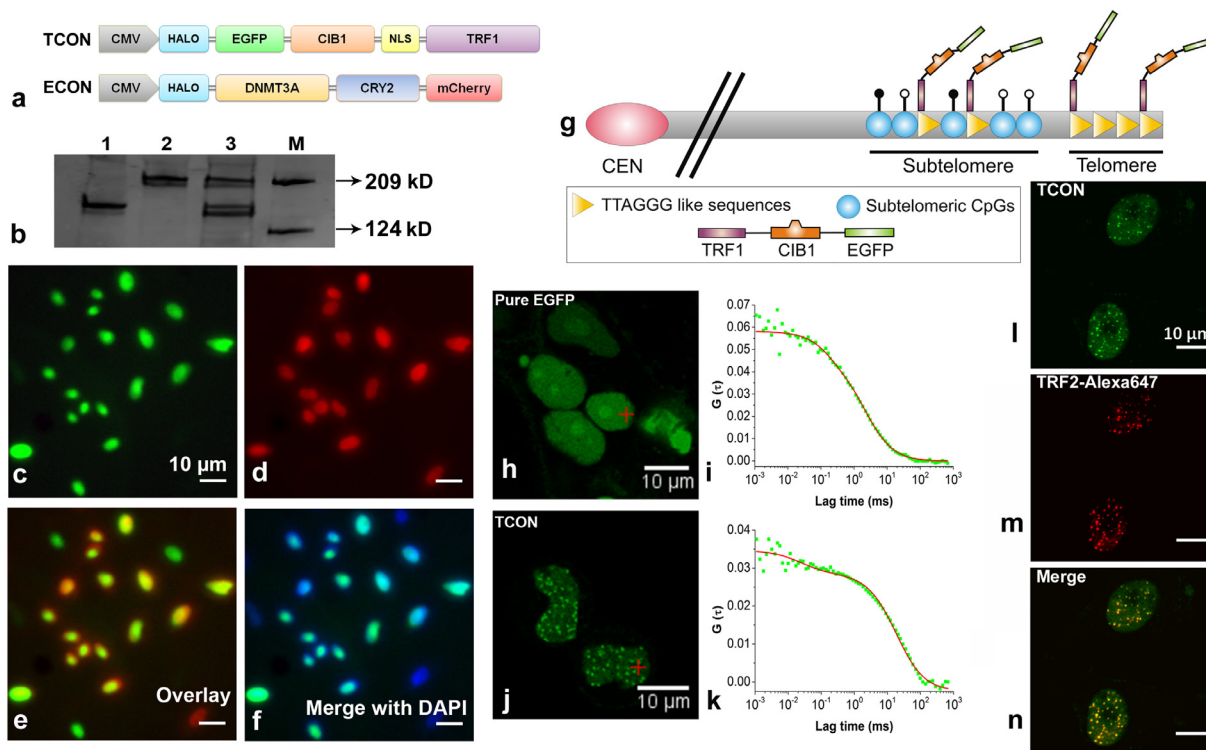 TCON CMV HALO EGFP CIB1 NLS TRF1
a ECON CMV HALO DNMT3A CRY2 mCherry
1 2 3 M
209 kD
124 kD
b
g
CEN
Subtelomere
Telomere
TTAGGG like sequences
Subtelomeric CpGs
TRF1 CIB1 EGFP
c
10 µm
d
e
Overlay
f
Merge with DAPI
Pure EGFP
h
10 µm
i
G (τ)
0.07
0.06
0.05
0.04
0.03
0.02
0.01
0.00
10-3 10-2 10-1 100 101 102 103
Lag time (ms)
TCON
j
10 µm
k
G (τ)
0.04
0.03
0.02
0.01
0.00
10-3 10-2 10-1 100 101 102 103
Lag time (ms)
TCON
l
10 µm
TRF2-Alexa647
m
Merge
n